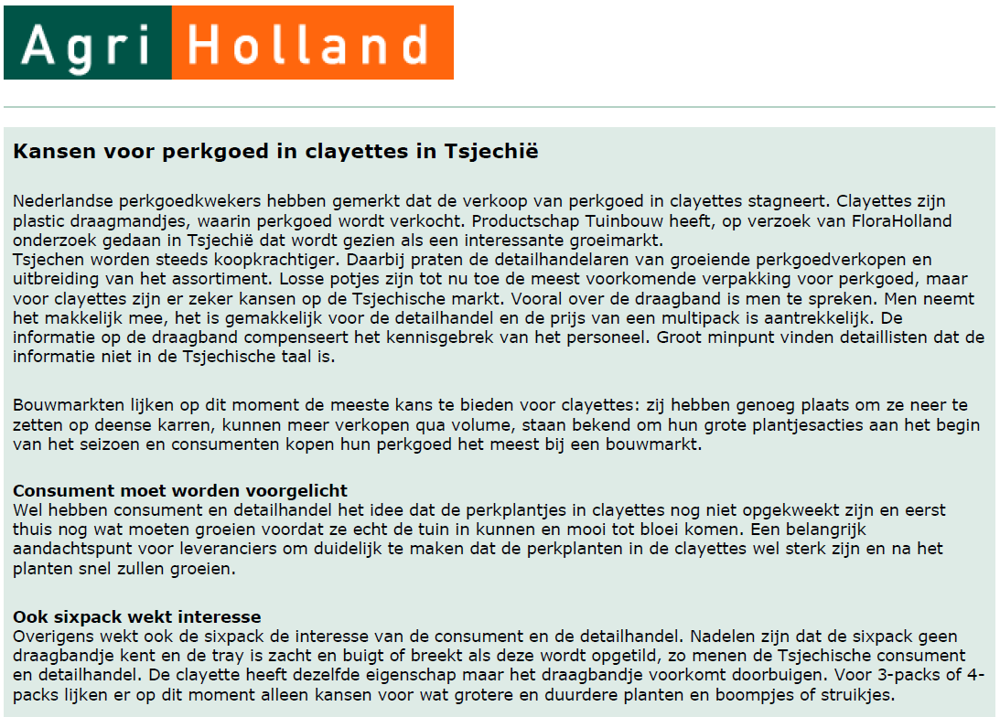 Agri Holland
Kansen voor perkgoed in clayettes in Tsjechië
Nederlandse perkgoedkwekers hebben gemerkt dat de verkoop van perkgoed in clayettes stagneert. Clayettes zijn
plastic draagmandjes, waarin perkgoed wordt verkocht. Productschap Tuinbouw heeft, op verzoek van FloraHolland
onderzoek gedaan in Tsjechië dat wordt gezien als een interessante groeimarkt.
Tsjechen worden steeds koopkrachtiger. Daarbij praten de detailhandelaren van groeiende perkgoedverkopen en
uitbreiding van het assortiment. Losse potjes zijn tot nu toe de meest voorkomende verpakking voor perkgoed, maar
voor clayettes zijn er zeker kansen op de Tsjechische markt. Vooral over de draagband is men te spreken. Men neemt
het makkelijk mee, het is gemakkelijk voor de detailhandel en de prijs van een multipack is aantrekkelijk. De
informatie op de draagband compenseert het kennisgebrek van het personeel. Groot minpunt vinden detaillisten dat de
informatie niet in de Tsjechische taal is.
Bouwmarkten lijken op dit moment de meeste kans te bieden voor clayettes: zij hebben genoeg plaats om ze neer te
zetten op deense karren, kunnen meer verkopen qua volume, staan bekend om hun grote plantjesacties aan het begin
van het seizoen en consumenten kopen hun perkgoed het meest bij een bouwmarkt.
Consument moet worden voorgelicht
Wel hebben consument en detailhandel het idee dat de perkplantjes in clayettes nog niet opgekweekt zijn en eerst
thuis nog wat moeten groeien voordat ze echt de tuin in kunnen en mooi tot bloei komen. Een belangrijk
aandachtspunt voor leveranciers om duidelijk te maken dat de perkplanten in de clayettes wel sterk zijn en na het
planten snel zullen groeien.
Ook sixpack wekt interesse
Overigens wekt ook de sixpack de interesse van de consument en de detailhandel. Nadelen zijn dat de sixpack geen
draagbandje kent en de tray is zacht en buigt of breekt als deze wordt opgetild, zo menen de Tsjechische consument
en detailhandel. De clayette heeft dezelfde eigenschap maar het draagbandje voorkomt doorbuigen. Voor 3-packs of 4-
packs lijken er op dit moment alleen kansen voor wat grotere en duurdere planten en boompjes of struikjes.